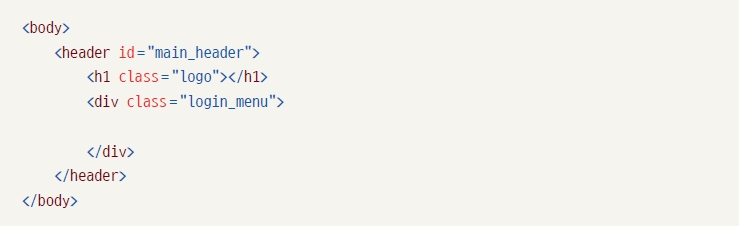 <body>
<header id="main_header">
<h1 class="logo"></h1>
<div class="login_menu">
</div>
</header>
</body>